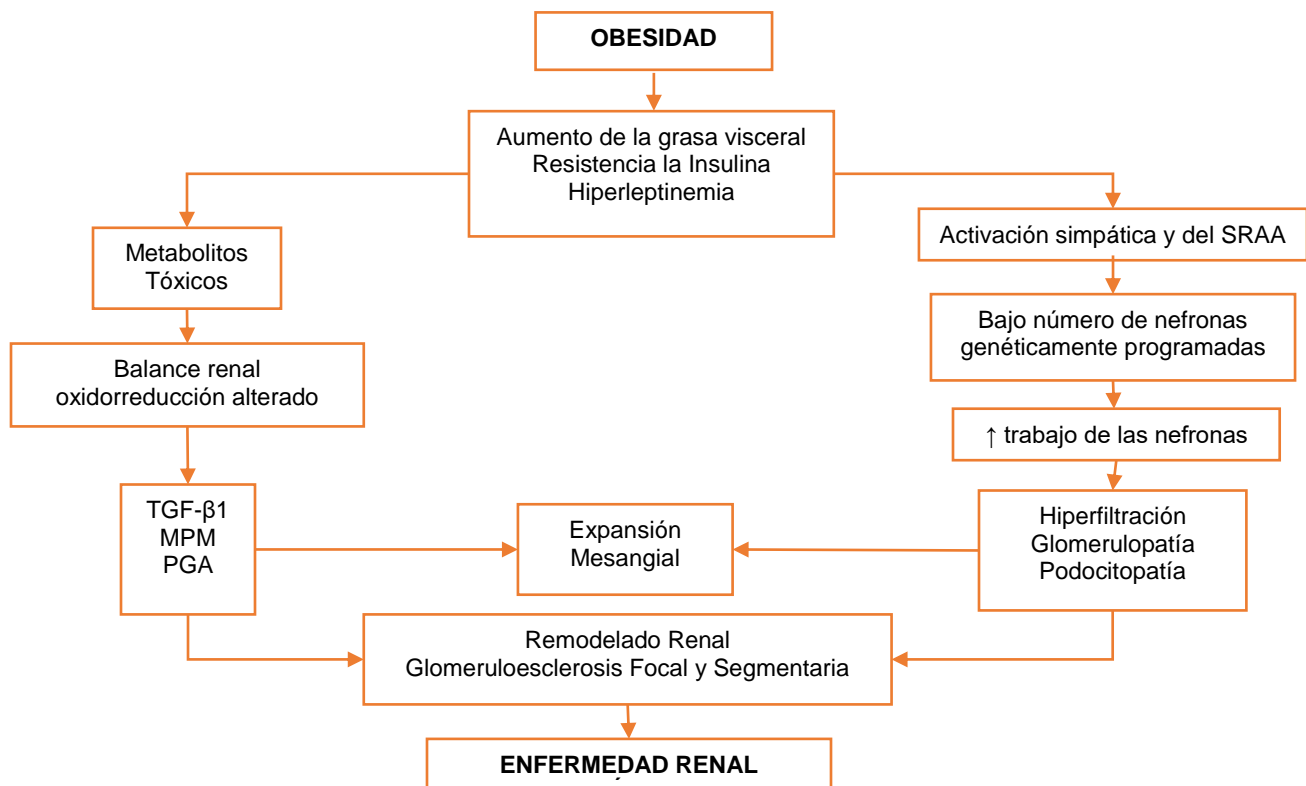 OBESIDAD
Aumento de la grasa visceral
Resistencia la Insulina
Hiperleptinemia
Metabolitos
Tóxicos
Activación simpática y del SRAA
Balance renal
oxidorreducción alterado
Bajo número de nefronas
genéticamente programadas
↑ trabajo de las nefronas
TGF-β1
MPM
PGA
Expansión
Mesangial
Hiperfiltración
Glomerulopatía
Podocitopatía
Remodelado Renal
Glomeruloesclerosis Focal y Segmentaria
ENFERMEDAD RENAL